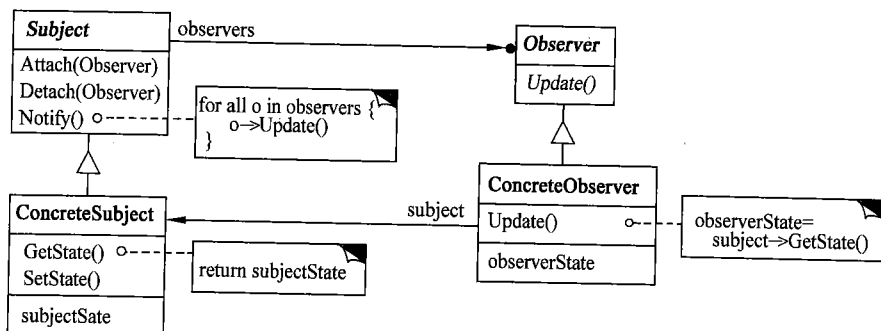 Subject
observers
Observer
Attach(Observer)
Detach(Observer)
Notify()
for all o in observers {
o->Update()
}
Update()
ConcreteSubject
subject
ConcreteObserver
GetState()
SetState()
return subjectState
Update()
observerState=
subject->GetState()
subjectSate
observerState